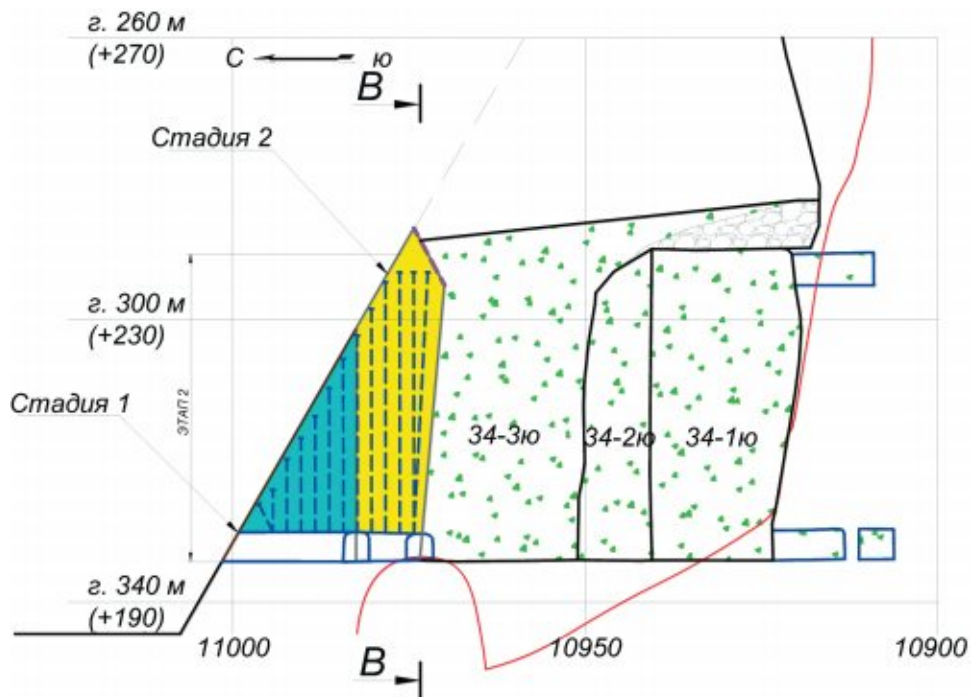 г. 260 м
(+270)
С
ю
В
Стадия 2
г. 300 м
(+230)
Стадия 1
ЭТАП 2
34-3ю
34-2ю
34-1ю
г. 340 м
(+190)
11000
10950
10900
В